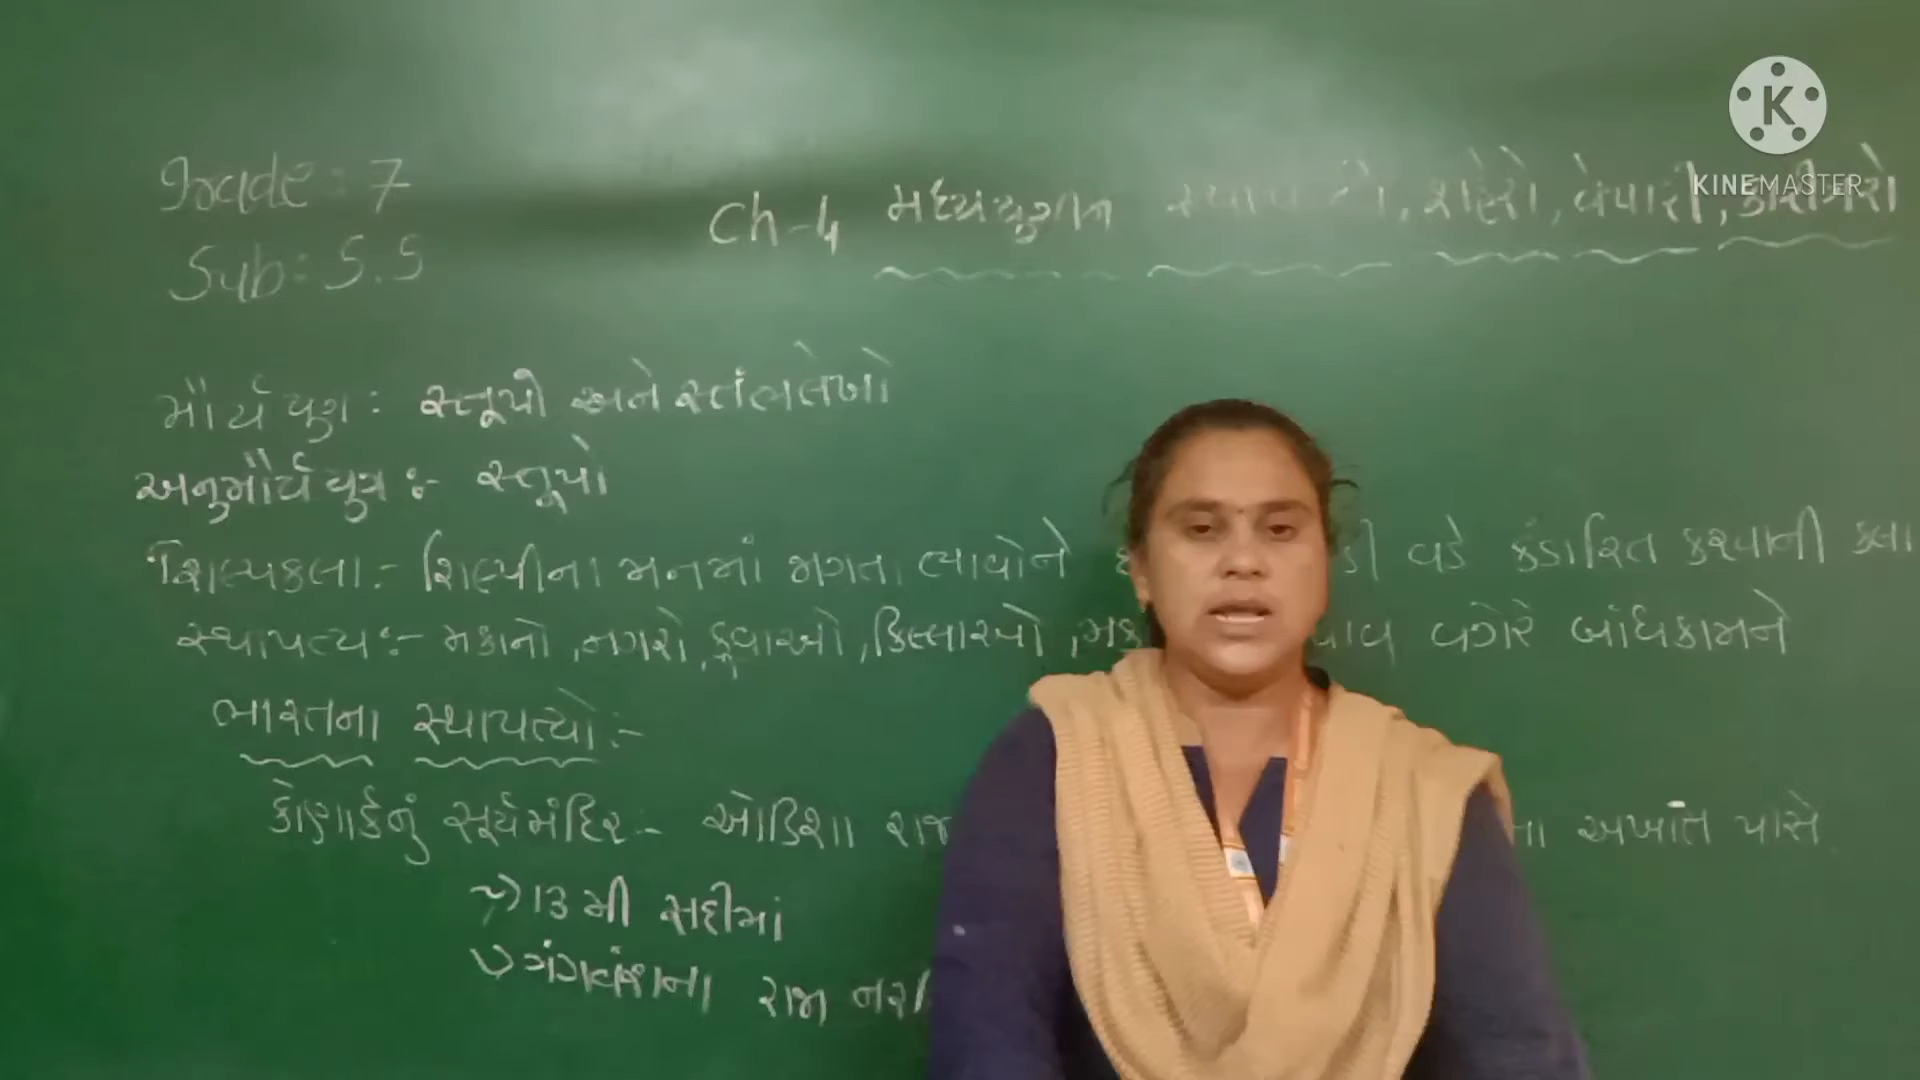 Grade : 7
Sub : S.S
Ch-4 મધ્યયુગીન સ્થાપત્યો, શહેરો, વેપારી, કારીગરો
KINEMASTER
મૌર્ય યુગ : સ્તૂપો અને સ્તંભલેખો
અનુમૌર્ય યુગ :- સ્તૂપો
શિલ્પકલા :- શિલ્પીના મનમાં જાગતા ભાવોને વડે કંડારિત કરવાની કલા
સ્થાપત્ય :- મકાનો, નગરો, કૂવાઓ, કિલ્લાઓ, વાવ વગેરે બાંધકામને
ભારતના સ્થાપત્યો :-
કોણાર્કનું સૂર્યમંદિર :- ઓડિશા અખાત પાસે
13 મી સદીમાં
ગંગવંશના રાજા